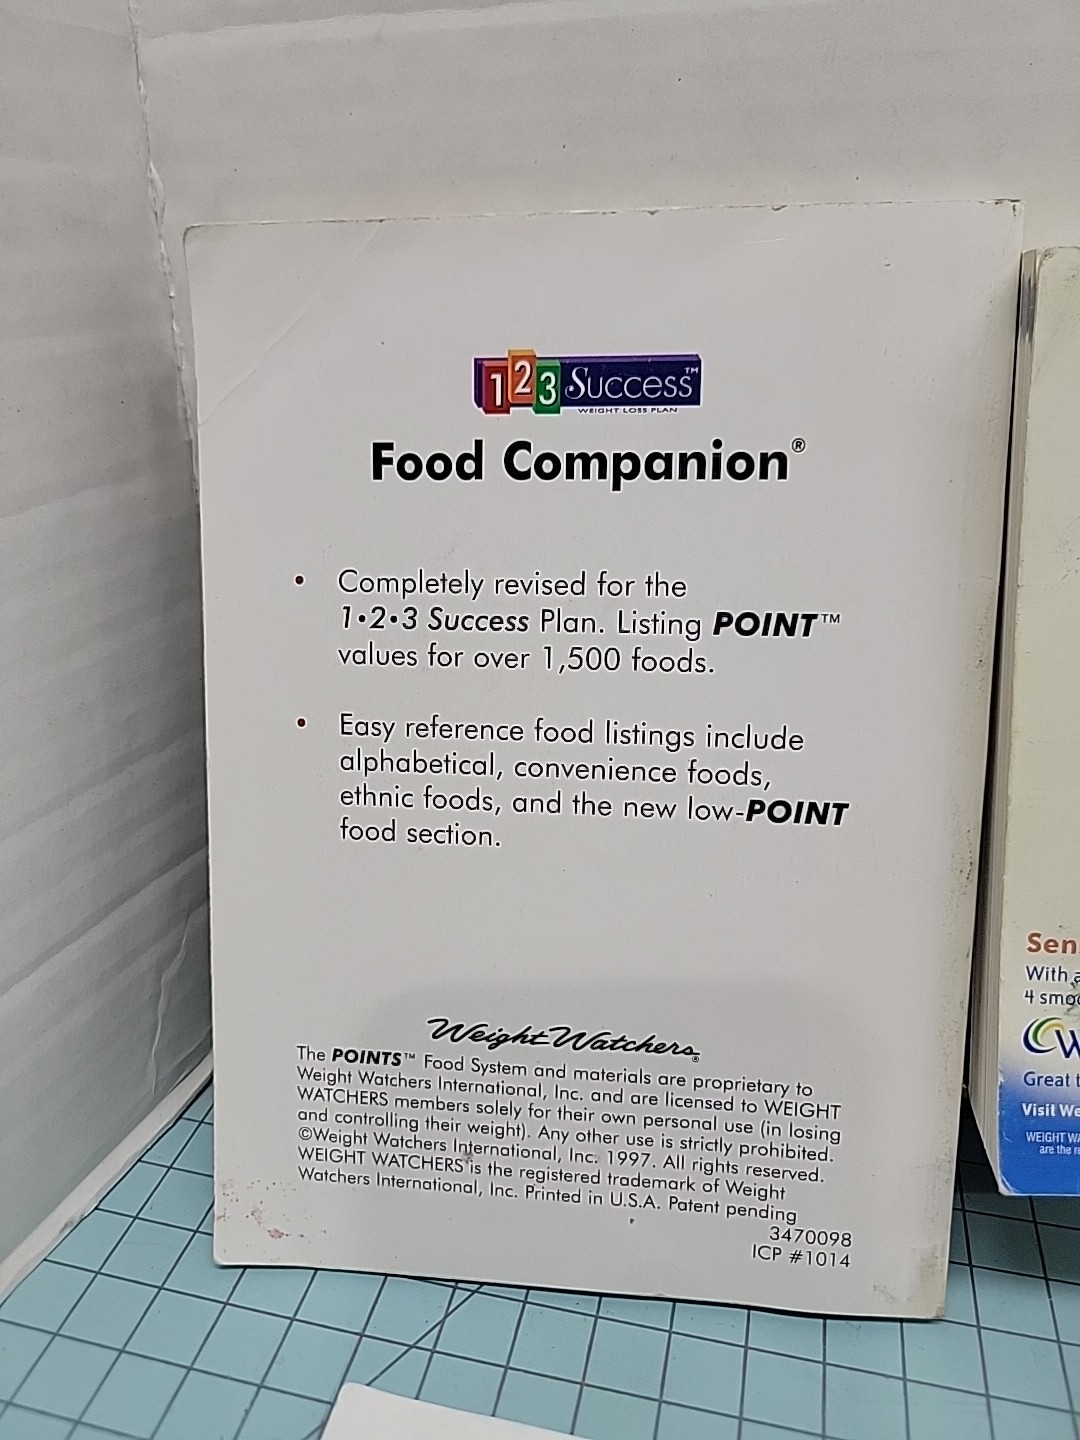 1 2 3 Success™
WEIGHT LOSS PLAN
Food Companion®
• Completely revised for the
1•2•3 Success Plan. Listing POINT™
values for over 1,500 foods.
• Easy reference food listings include
alphabetical, convenience foods,
ethnic foods, and the new low-POINT
food section.
Weight Watchers®
The POINTS™ Food System and materials are proprietary to
Weight Watchers International, Inc. and are licensed to WEIGHT
WATCHERS members solely for their own personal use (in losing
and controlling their weight). Any other use is strictly prohibited.
©Weight Watchers International, Inc. 1997. All rights reserved.
WEIGHT WATCHERS is the registered trademark of Weight
Watchers International, Inc. Printed in U.S.A. Patent pending
3470098
ICP #1014
Sen
With
4 smo
W
Great
Visit We
WEIGHT WA
are the re